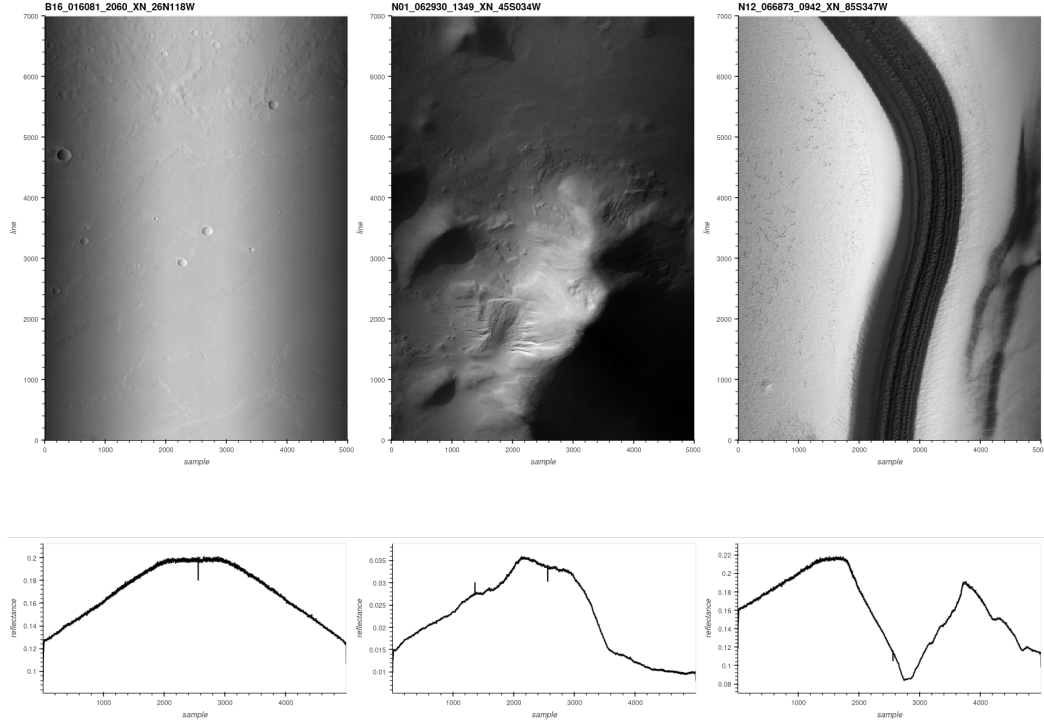 B16_016081_2060_XN_26N118W
7000
6000
5000
4000
3000
2000
1000
0
line
0 1000 2000 3000 4000 5000
sample
N01_062930_1349_XN_45S034W
7000
6000
5000
4000
3000
2000
1000
0
line
0 1000 2000 3000 4000 5000
sample
N12_066873_0942_XN_85S347W
7000
6000
5000
4000
3000
2000
1000
0
line
0 1000 2000 3000 4000 500
sample
0.2
0.18
0.16
0.14
0.12
0.1
reflectance
1000 2000 3000 4000
sample
0.035
0.03
0.025
0.02
0.015
0.01
reflectance
1000 2000 3000 4000
sample
0.22
0.2
0.18
0.16
0.14
0.12
0.1
0.08
reflectance
1000 2000 3000 4000
sample